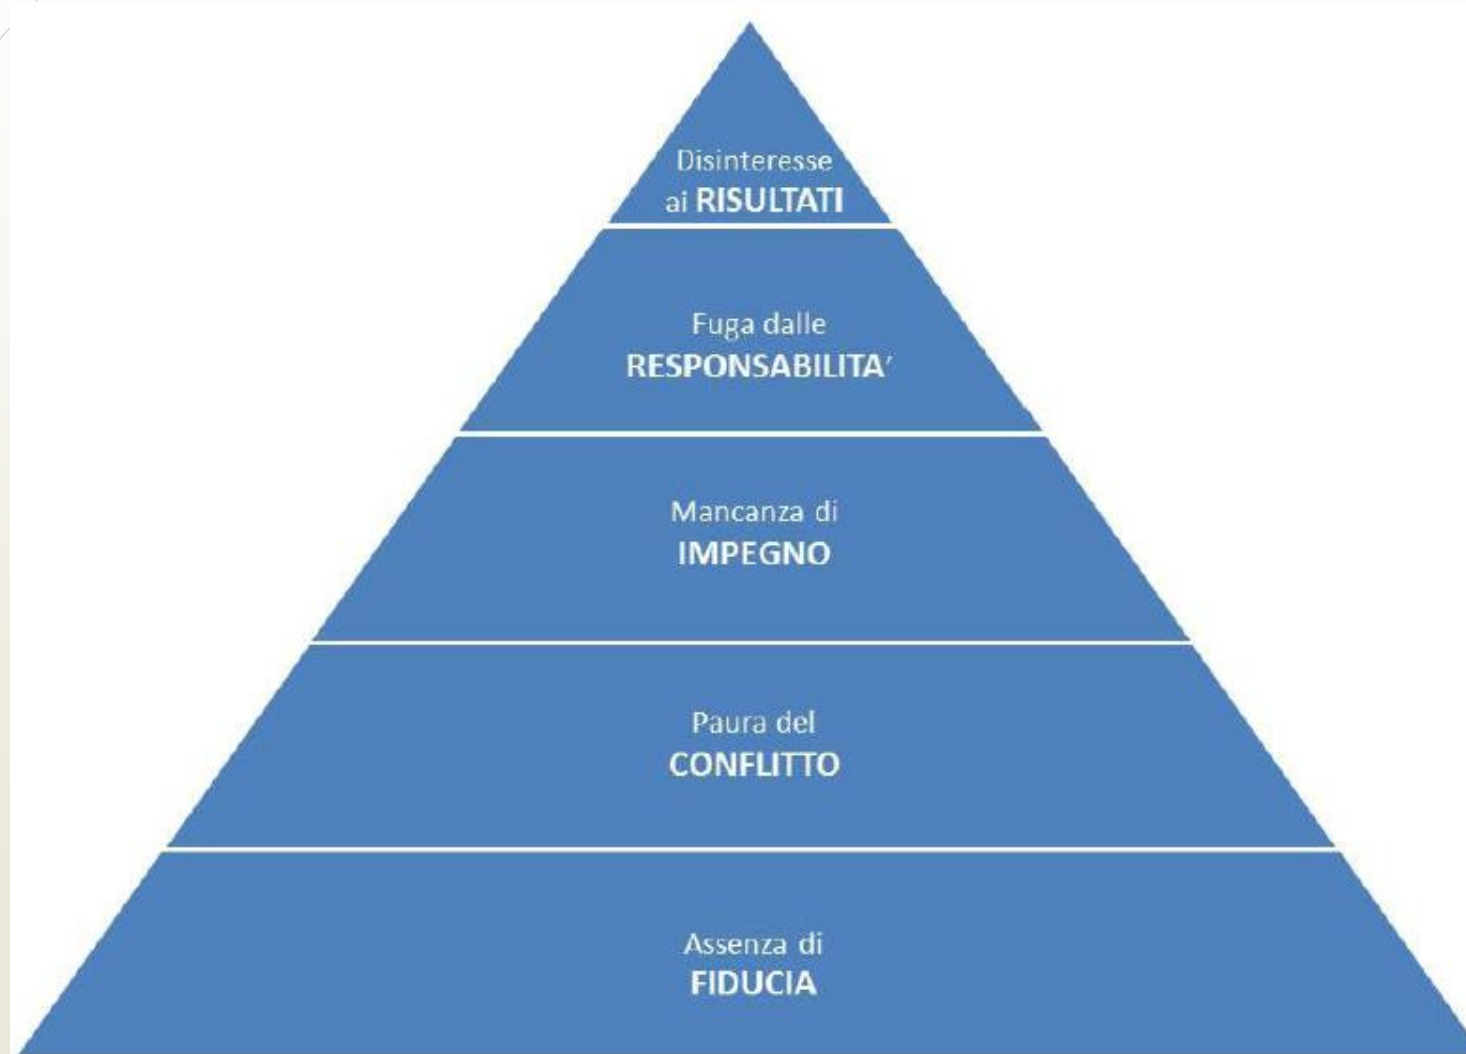 Disinteresse
ai RISULTATI
Fuga dalle
RESPONSABILITA’
Mancanza di
IMPEGNO
Paura del
CONFLITTO
Assenza di
FIDUCIA